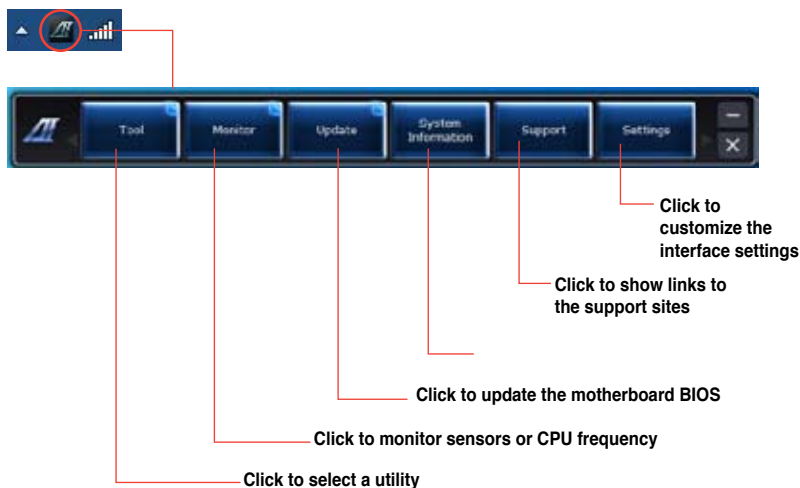 Tool
Monitor
Update
System
Information
Support
Settings
Click to
customize the
interface settings
Click to show links to
the support sites
Click to update the motherboard BIOS
Click to monitor sensors or CPU frequency
Click to select a utility